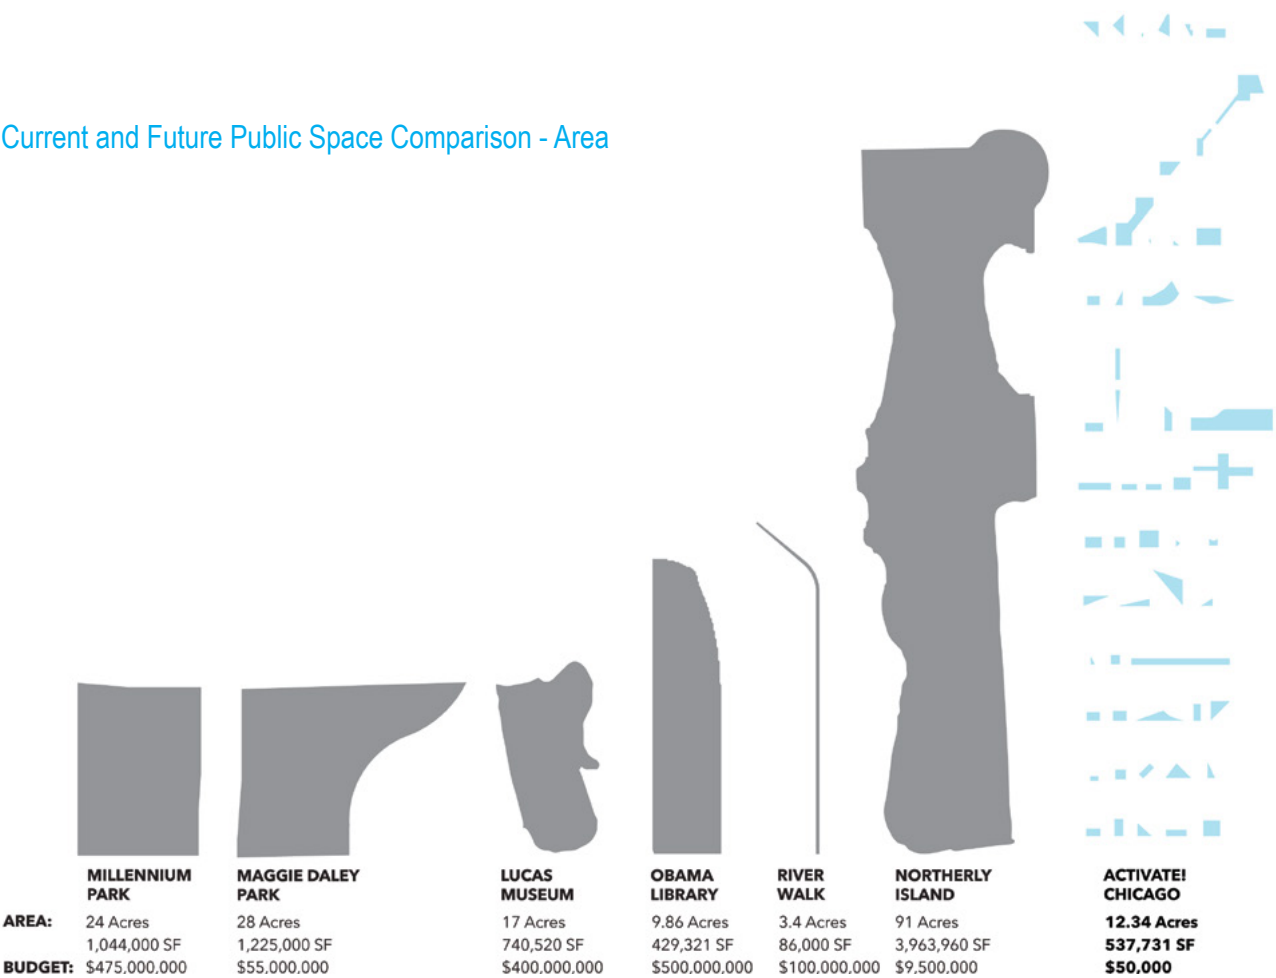 Current and Future Public Space Comparison - Area
MILLENNIUM PARK
MAGGIE DALEY PARK
LUCAS MUSEUM
OBAMA LIBRARY
RIVER WALK
NORTHERLY ISLAND
ACTIVATE! CHICAGO
AREA: 24 Acres 28 Acres 17 Acres 9.86 Acres 3.4 Acres 91 Acres 12.34 Acres
1,044,000 SF 1,225,000 SF 740,520 SF 429,321 SF 86,000 SF 3,963,960 SF 537,731 SF
BUDGET: $475,000,000 $55,000,000 $400,000,000 $500,000,000 $100,000,000 $9,500,000 $50,000